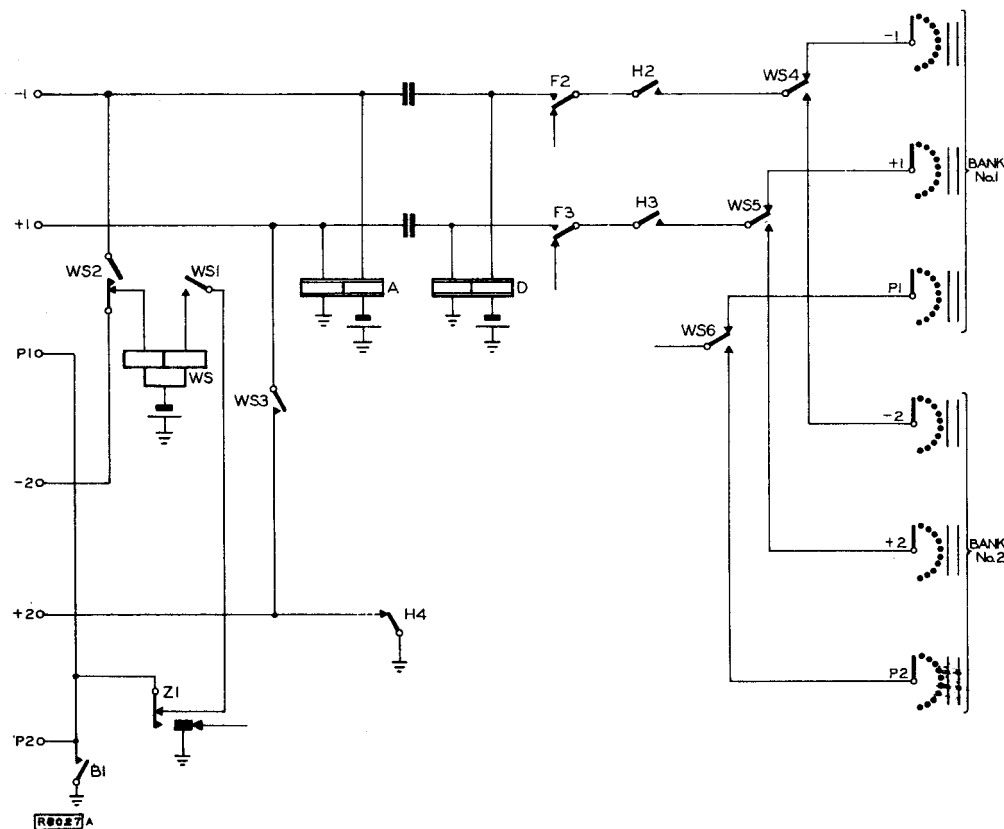 -1
-1
F2
H2
WS4
+1
BANK
No.1
+1
F3
H3
WS5
WS2
WS1
A
D
P1
WS6
P1
WS
WS3
-2
-2
+2
BANK
No.2
+2
H4
P2
Z1
P2
B1
R8027 A